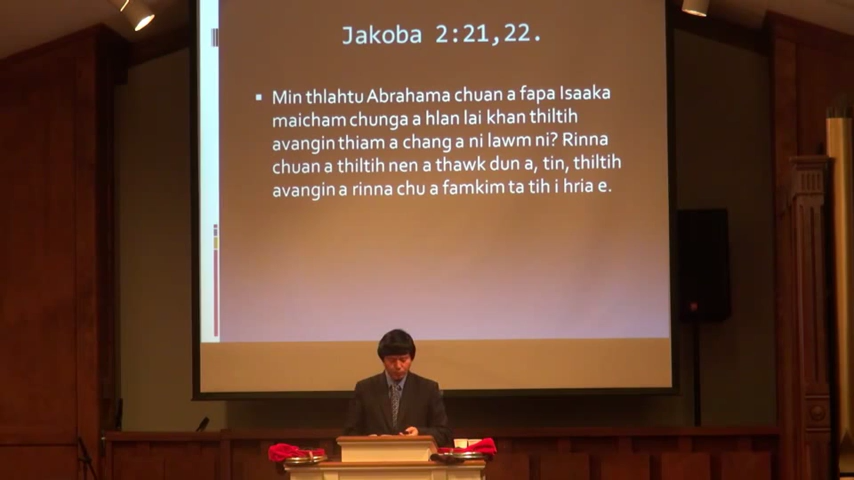 Jakoba 2:21,22.
Min thlahtu Abrahama chuan a fapa Isaaka
maicham chunga a hlan lai khan thiltih
avangin thiam a chang a ni lawm ni? Rinna
chuan a thiltih nen a thawk dun a, tin, thiltih
avangin a rinna chu a famkim ta tih i hria e.